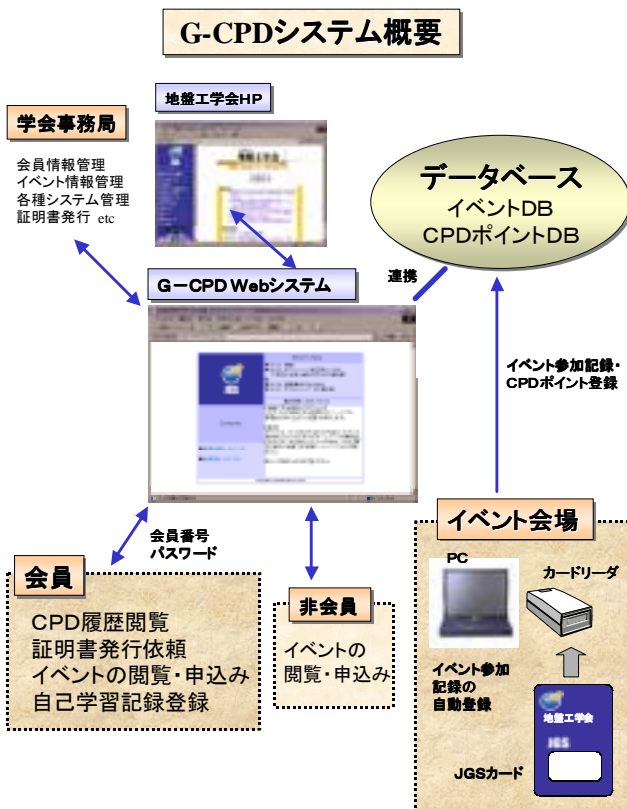 G-CPDシステム概要
地盤工学会HP
学会事務局
会員情報管理
イベント情報管理
各種システム管理
証明書発行 etc
データベース
イベントDB
CPDポイントDB
連携
G－CPD Webシステム
イベント参加記録・
CPDポイント登録
会員番号
パスワード
会員
CPD履歴閲覧
証明書発行依頼
イベントの閲覧・申込み
自己学習記録登録
非会員
イベントの
閲覧・申込み
イベント会場
PC
カードリーダ
イベント参加
記録の
自動登録
地盤工学会
JGS
JGSカード